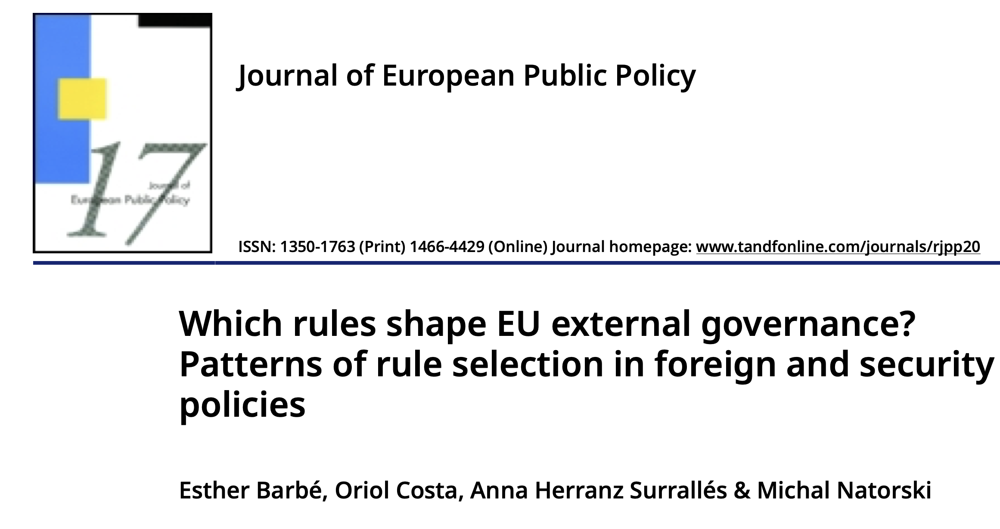 Journal of European Public Policy
17
Journal of
European Public Policy
ISSN: 1350-1763 (Print) 1466-4429 (Online) Journal homepage: www.tandfonline.com/journals/rjpp20
Which rules shape EU external governance?
Patterns of rule selection in foreign and security
policies
Esther Barbé, Oriol Costa, Anna Herranz Surrallés & Michal Natorski